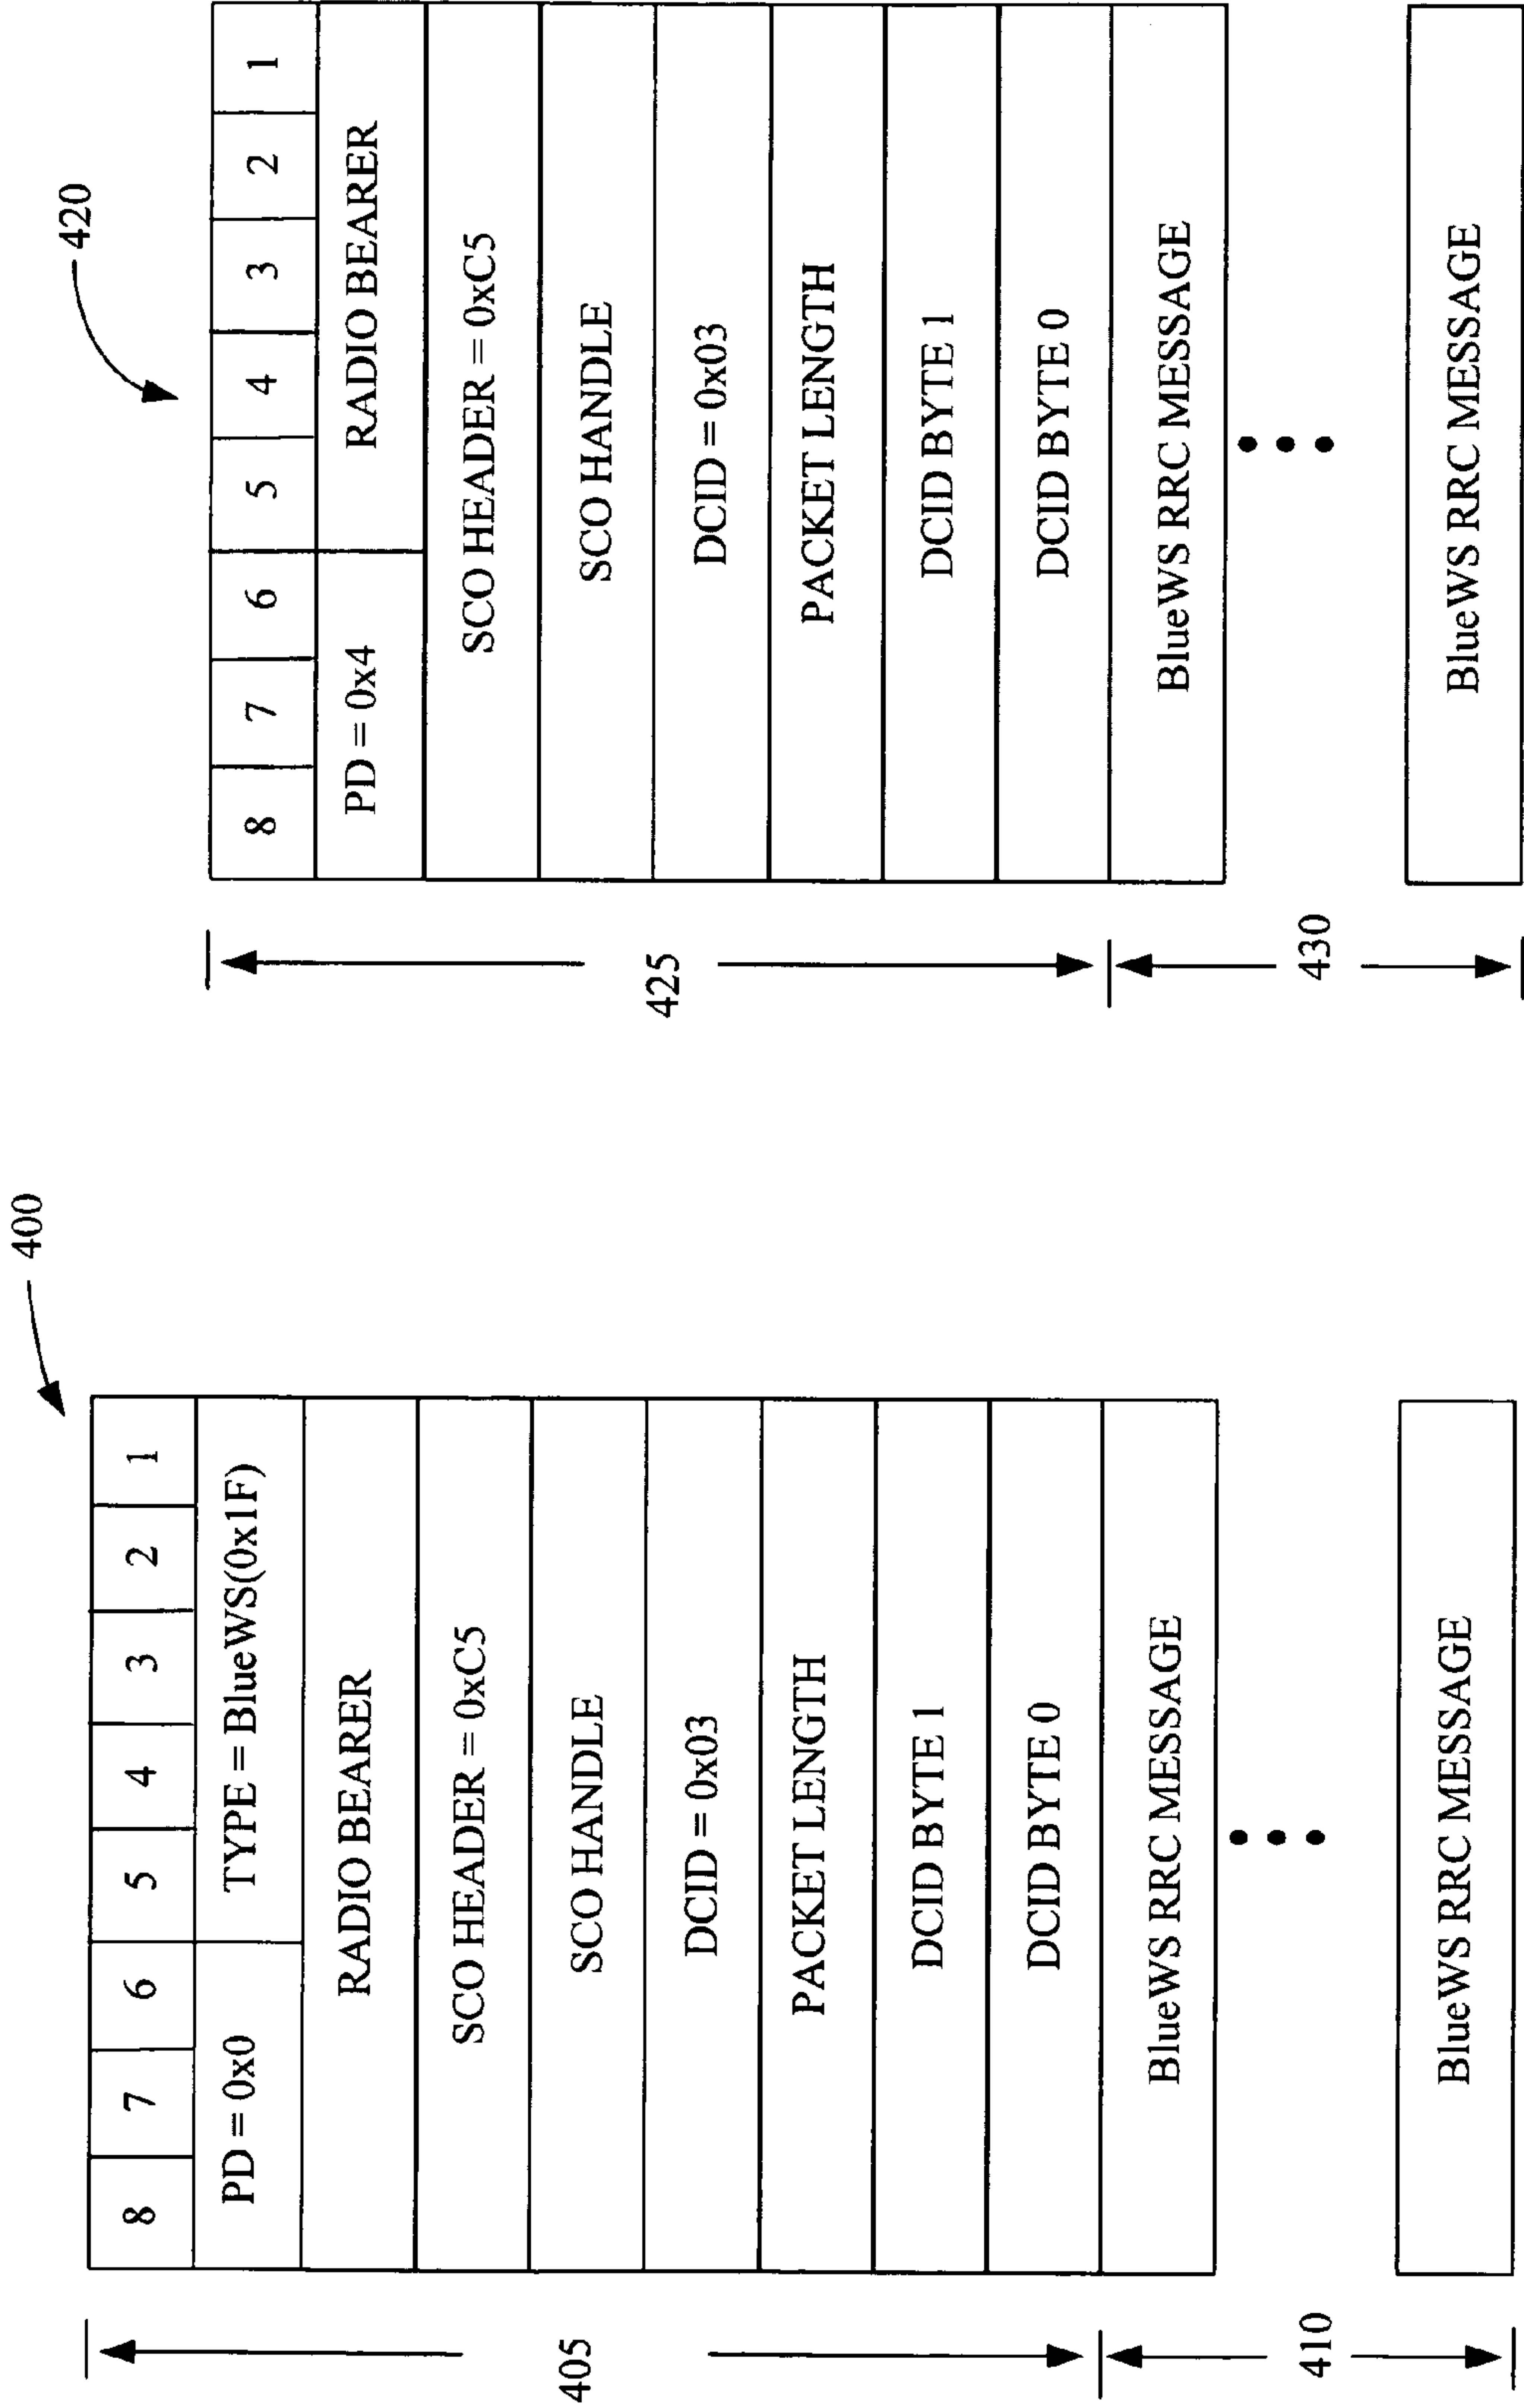 400
8 7 6 5 4 3 2 1
PD = 0x0 TYPE = BlueWS(0x1F)
RADIO BEARER
SCO HEADER = 0xC5
SCO HANDLE
DCID = 0x03
PACKET LENGTH
DCID BYTE 1
DCID BYTE 0
BlueWS RRC MESSAGE
BlueWS RRC MESSAGE
405
410
420
8 7 6 5 4 3 2 1
PD = 0x4 RADIO BEARER
SCO HEADER = 0xC5
SCO HANDLE
DCID = 0x03
PACKET LENGTH
DCID BYTE 1
DCID BYTE 0
BlueWS RRC MESSAGE
BlueWS RRC MESSAGE
425
430